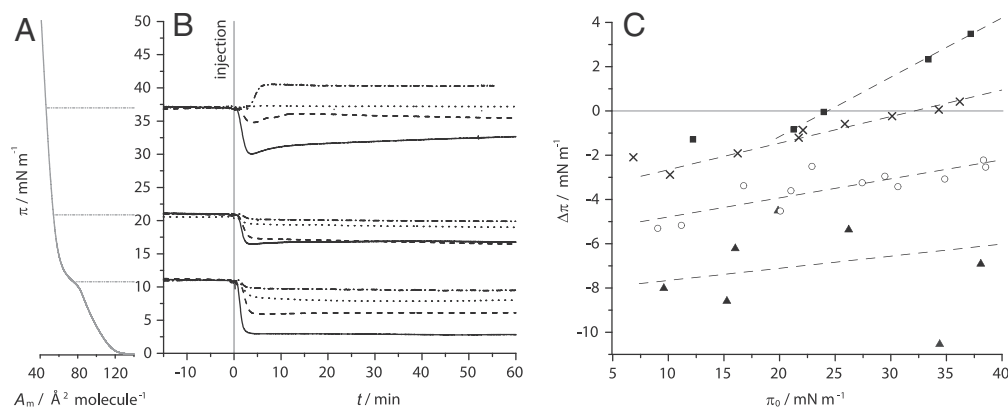 A
π / mN m⁻¹
50
45
40
35
30
25
20
15
10
5
0
40 80 120
Aₘ / Å² molecule⁻¹
B
injection
-10 0 10 20 30 40 50 60
t / min
C
Δπ / mN m⁻¹
4
2
0
-2
-4
-6
-8
-10
5 10 15 20 25 30 35 40
π₀ / mN m⁻¹